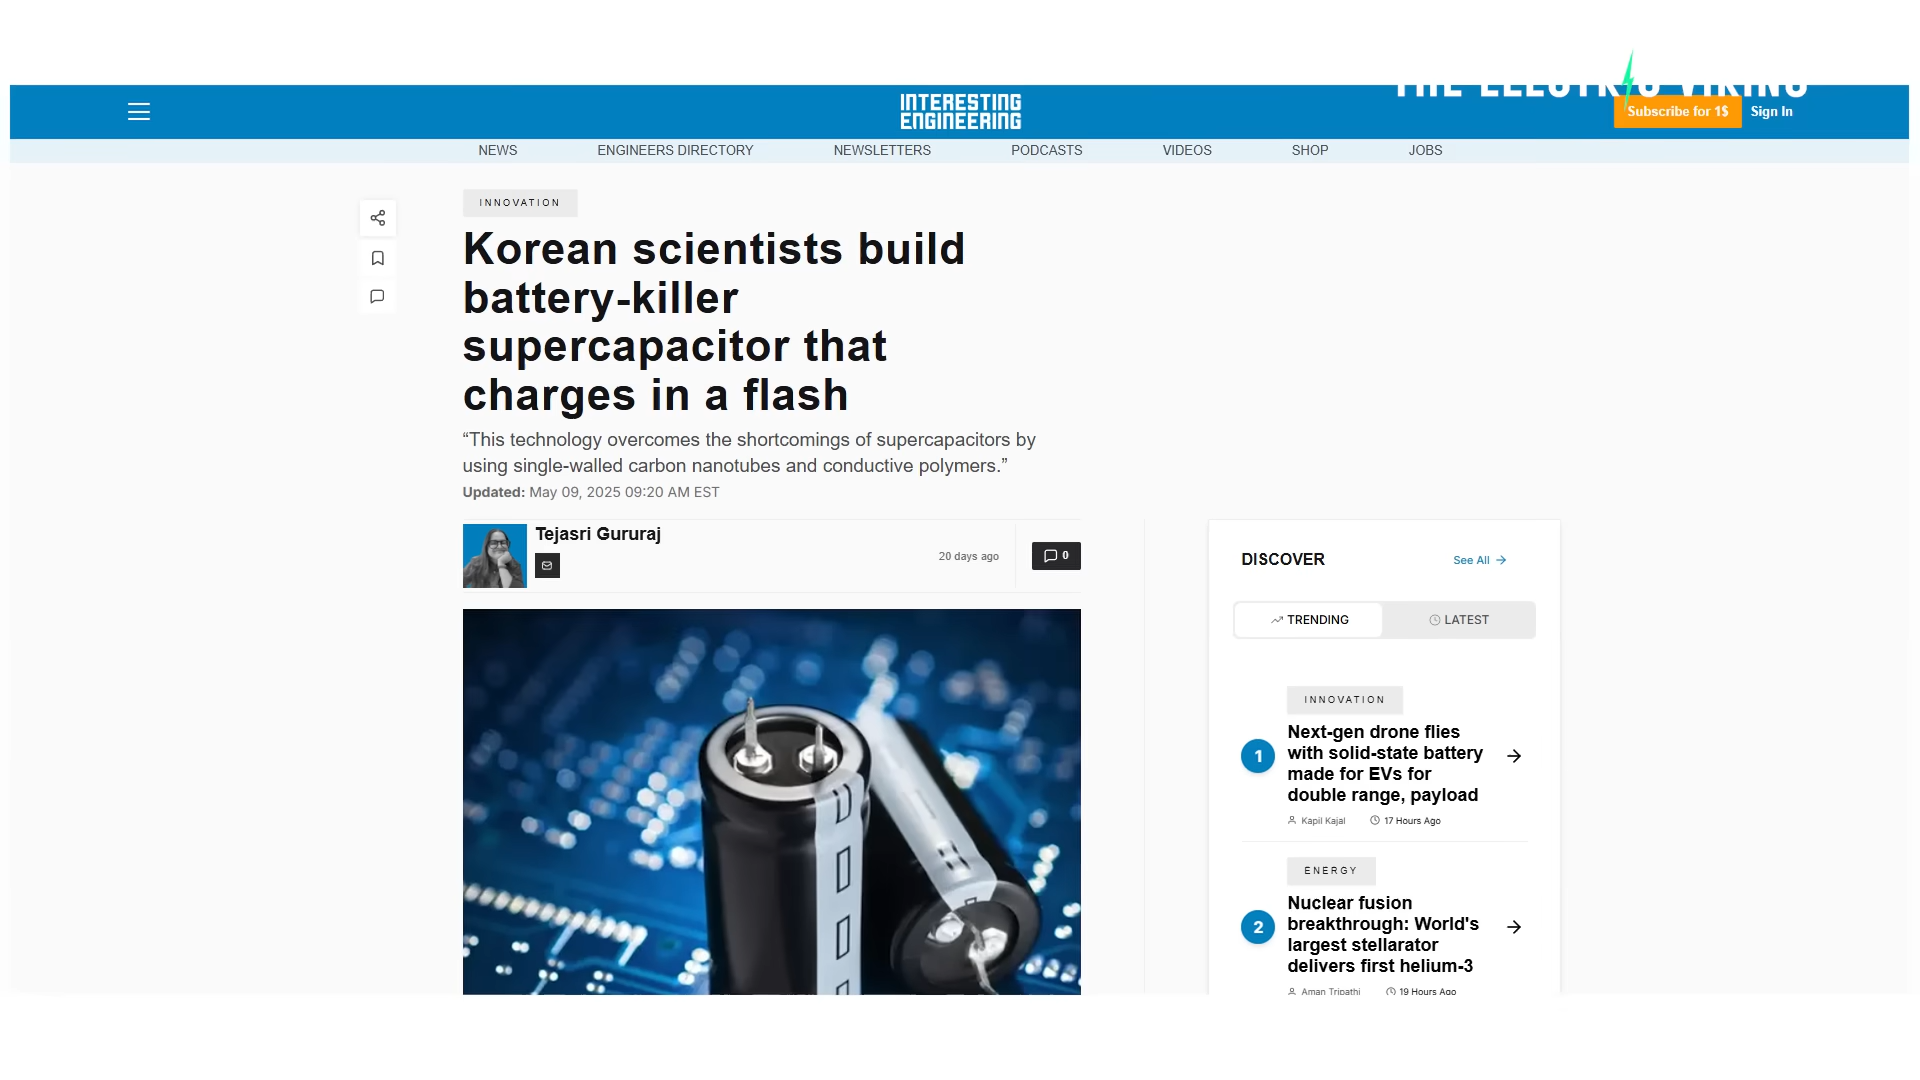 THE ELECTRIC VIKING
INTERESTING
ENGINEERING
Subscribe for 1$
Sign In
NEWS
ENGINEERS DIRECTORY
NEWSLETTERS
PODCASTS
VIDEOS
SHOP
JOBS
INNOVATION
Korean scientists build
battery-killer
supercapacitor that
charges in a flash
“This technology overcomes the shortcomings of supercapacitors by
using single-walled carbon nanotubes and conductive polymers.”
Updated: May 09, 2025 09:20 AM EST
Tejasri Gururaj
20 days ago
0
DISCOVER
See All
TRENDING
LATEST
INNOVATION
1
Next-gen drone flies
with solid-state battery
made for EVs for
double range, payload
Kapil Kajal
17 Hours Ago
ENERGY
2
Nuclear fusion
breakthrough: World's
largest stellarator
delivers first helium-3
Aman Tripathi
19 Hours Ago